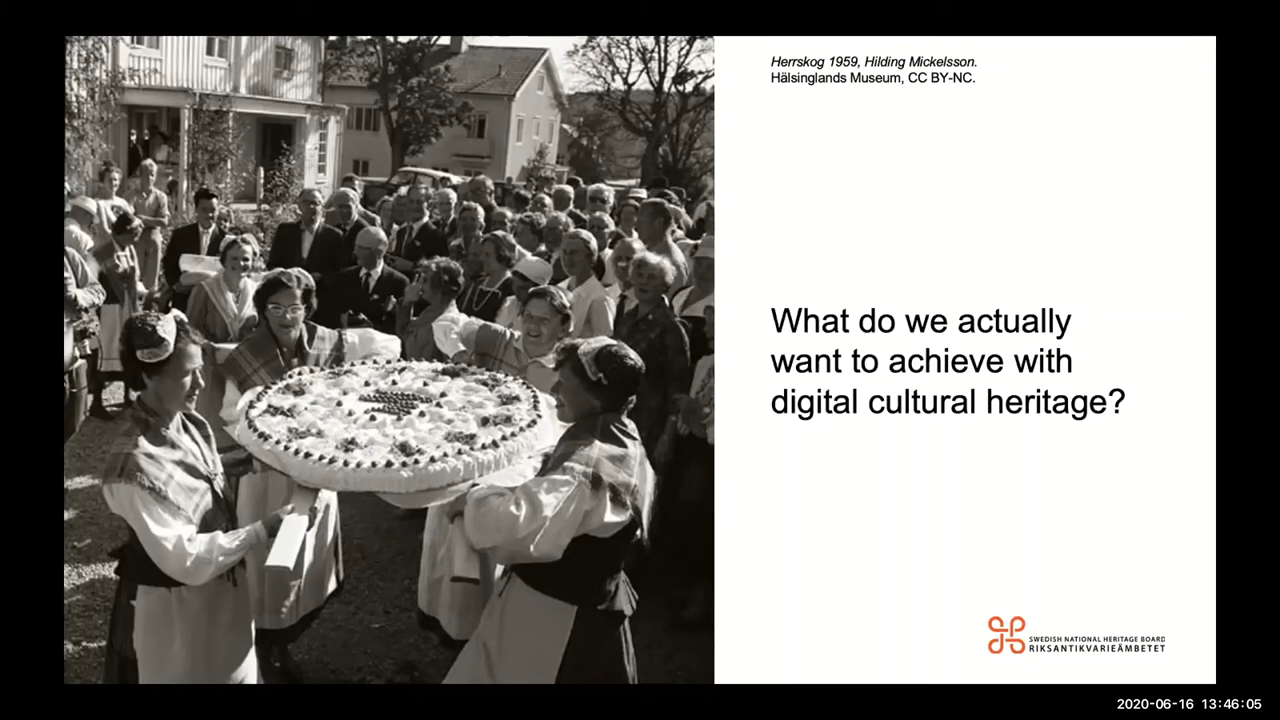 Herrskog 1959, Hilding Mickelsson.
Hälsinglands Museum, CC BY-NC.
What do we actually
want to achieve with
digital cultural heritage?
SWEDISH NATIONAL HERITAGE BOARD
RIKSANTIKVARIEÄMBETET
2020-06-16 13:46:05